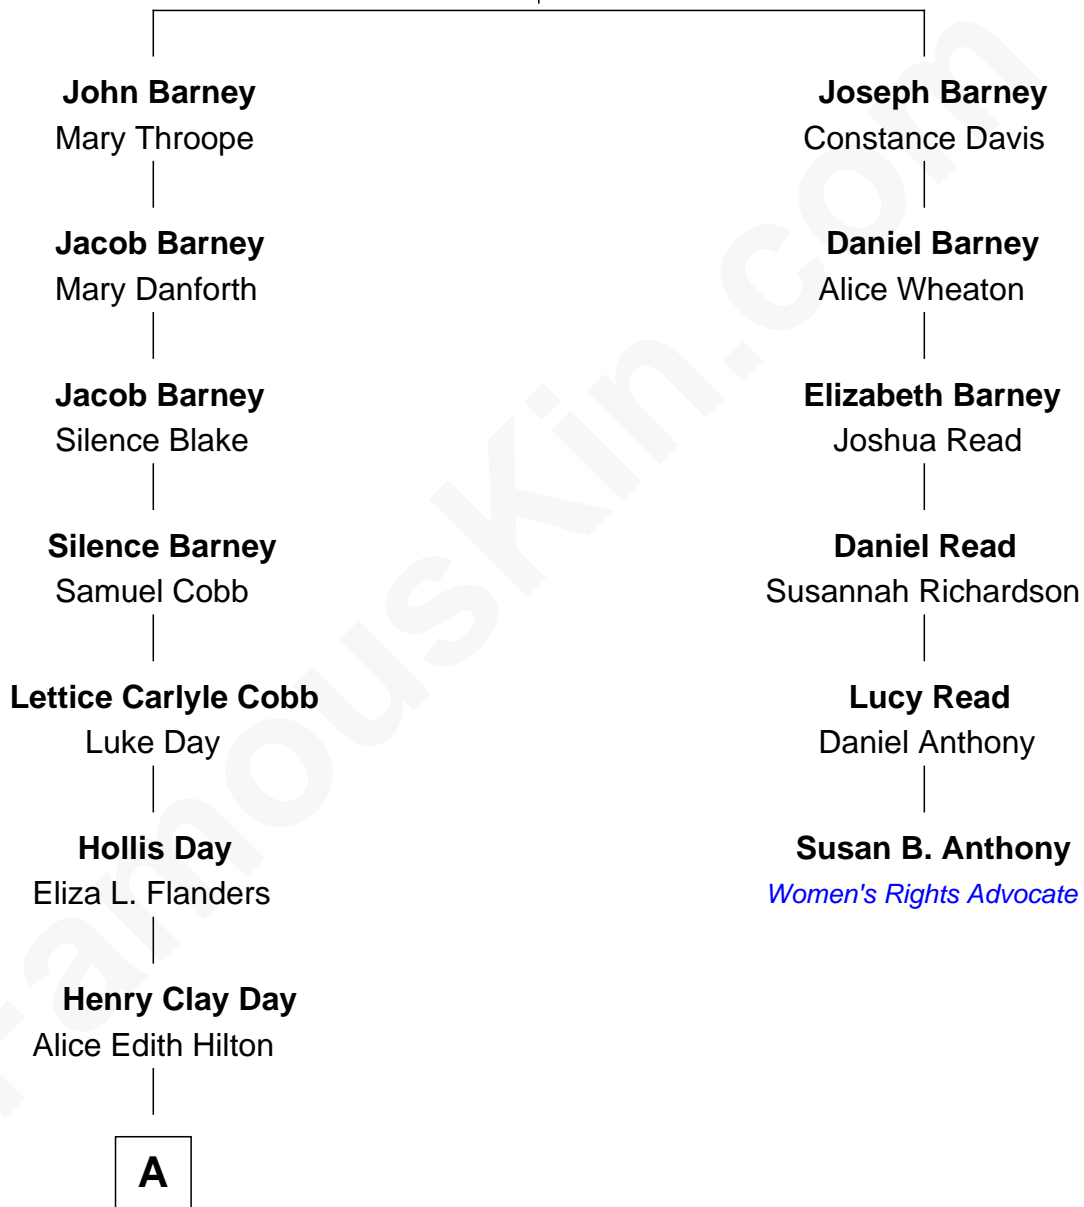 John Barney
Mary Throope
Jacob Barney
Mary Danforth
Jacob Barney
Silence Blake
Silence Barney
Samuel Cobb
Lettice Carlyle Cobb
Luke Day
Hollis Day
Eliza L. Flanders
Henry Clay Day
Alice Edith Hilton
A
Joseph Barney
Constance Davis
Daniel Barney
Alice Wheaton
Elizabeth Barney
Joshua Read
Daniel Read
Susannah Richardson
Lucy Read
Daniel Anthony
Susan B. Anthony
Women's Rights Advocate
FamousKin.com